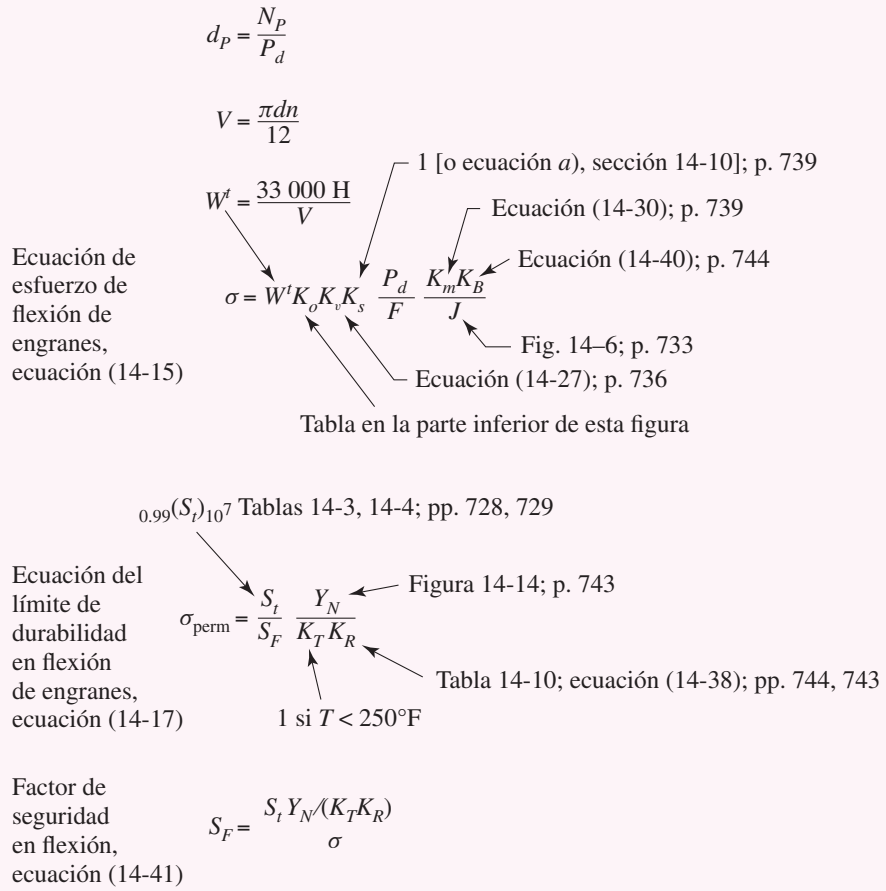 d_P = N_P / P_d
V = πdn / 12
1 [o ecuación a), sección 14-10]; p. 739
W^t = 33 000 H / V
Ecuación (14-30); p. 739
Ecuación (14-40); p. 744
Ecuación de
esfuerzo de
flexión de
engranes,
ecuación (14-15)
σ = W^t K_o K_v K_s P_d / F K_m K_B / J
Fig. 14–6; p. 733
Ecuación (14-27); p. 736
Tabla en la parte inferior de esta figura
0.99(S_t)10^7 Tablas 14-3, 14-4; pp. 728, 729
Ecuación del
límite de
durabilidad
en flexión
de engranes,
ecuación (14-17)
Figura 14-14; p. 743
σ_perm = S_t / S_F Y_N / K_T K_R
Tabla 14-10; ecuación (14-38); pp. 744, 743
1 si T < 250°F
Factor de
seguridad
en flexión,
ecuación (14-41)
S_F = S_t Y_N/(K_T K_R) / σ